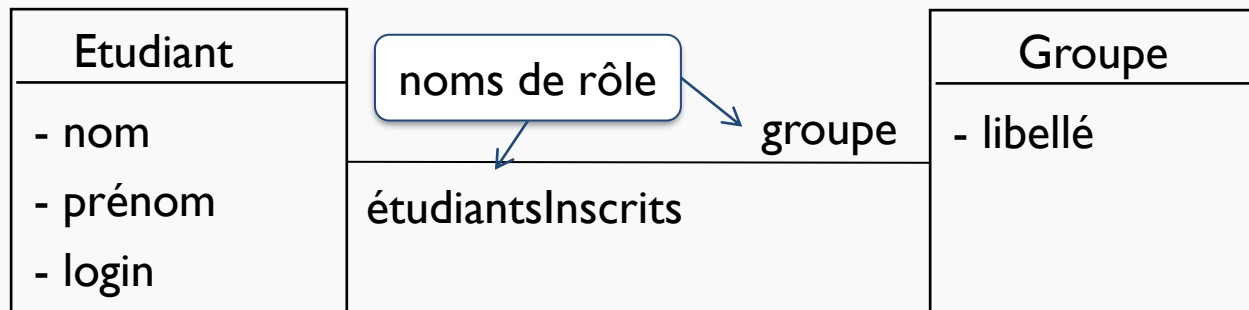 Etudiant
- nom
- prénom
- login
noms de rôle
groupe
étudiantsInscrits
Groupe
- libellé